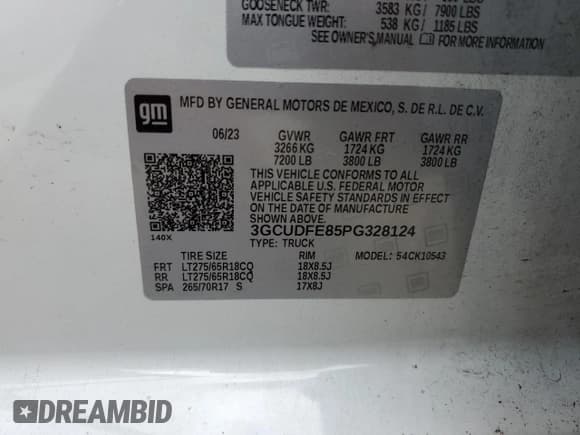 GOOSENECK TWR: 3583 KG/ 7900 LBS
MAX TONGUE WEIGHT: 538 KG / 1185 LBS
SEE OWNER'S MANUAL FOR MORE INFORMATION
gm
MFD BY GENERAL MOTORS DE MEXICO, S. DE R.L. DE C.V.
06/23 GVWR GAWR FRT GAWR RR
3266 KG 1724 KG 1724 KG
7200 LB 3800 LB 3800 LB
THIS VEHICLE CONFORMS TO ALL
APPLICABLE U.S. FEDERAL MOTOR
VEHICLE SAFETY STANDARDS IN EFFECT
ON THE DATE OF MANUFACTURE
SHOWN ABOVE.
3GCUDFE85PG328124
140X
TYPE: TRUCK MODEL: 54CK10543
TIRE SIZE RIM
FRT LT275/65R18CQ 18X8.5J
RR LT275/65R18CQ 18X8.5J
SPA 265/70R17 S 17X8J
DREAMBID